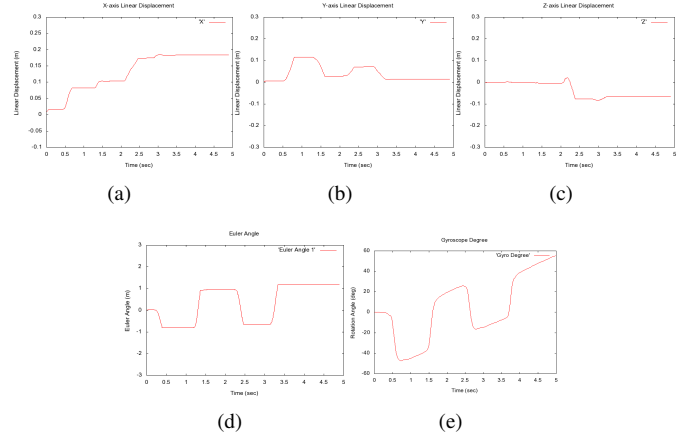 X-axis Linear Displacement
Linear Displacement (m)
0.3
0.25
0.2
0.15
0.1
0.05
0
-0.05
-0.1
'X'
0 0.5 1 1.5 2 2.5 3 3.5 4 4.5 5
Time (sec)
(a)
Y-axis Linear Displacement
Linear Displacement (m)
0.3
0.2
0.1
0
-0.1
-0.2
-0.3
'Y'
0 0.5 1 1.5 2 2.5 3 3.5 4 4.5 5
Time (sec)
(b)
Z-axis Linear Displacement
Linear Displacement (m)
0.3
0.2
0.1
0
-0.1
-0.2
-0.3
'Z'
0 0.5 1 1.5 2 2.5 3 3.5 4 4.5 5
Time (sec)
(c)
Euler Angle
Euler Angle (m)
3
2
1
0
-1
-2
-3
'Euler Angle 1'
0 0.5 1 1.5 2 2.5 3 3.5 4 4.5 5
Time (sec)
(d)
Gyroscope Degree
Rotation Angle (deg)
60
40
20
0
-20
-40
-60
'Gyro Degree'
0 0.5 1 1.5 2 2.5 3 3.5 4 4.5 5
Time (sec)
(e)